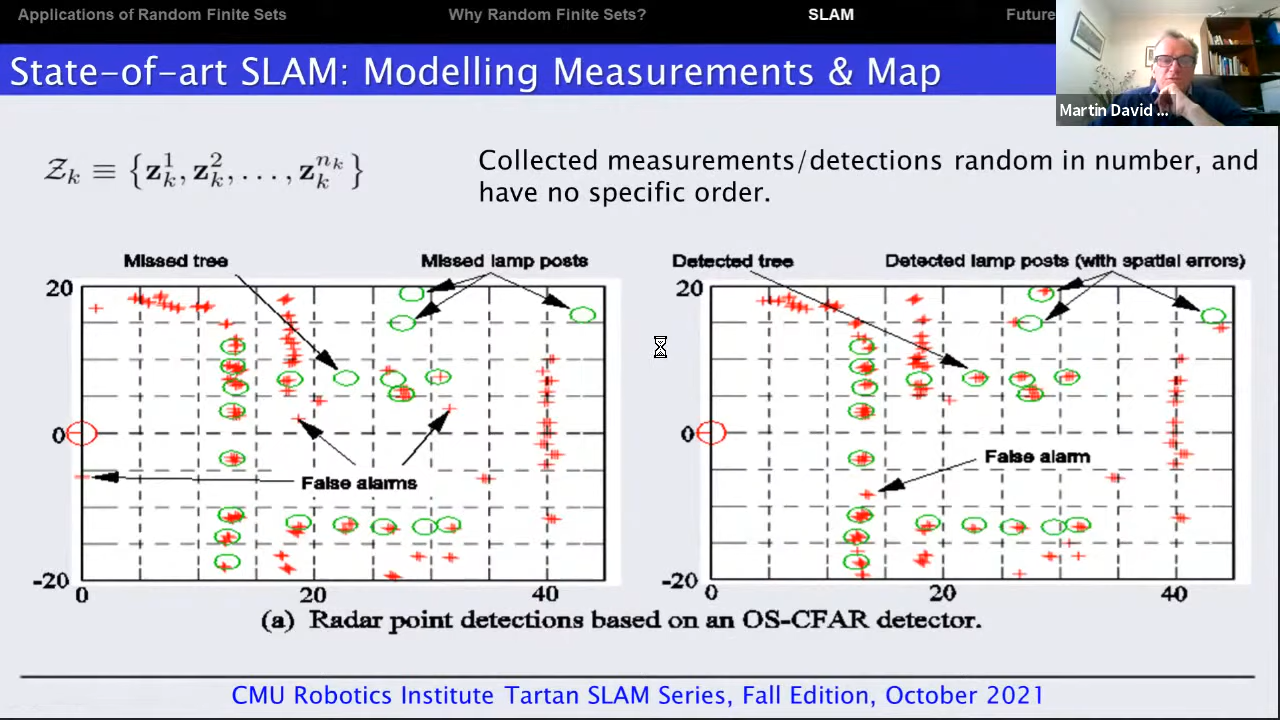 Applications of Random Finite Sets Why Random Finite Sets? SLAM Future
State-of-art SLAM: Modelling Measurements & Map
Martin David ...
𝒵ₖ ≡ {𝐳ₖ¹, 𝐳ₖ², . . . , 𝐳ₖⁿᵏ}
Collected measurements/detections random in number, and
have no specific order.
Missed tree Missed lamp posts
20
0
-20
False alarms
0 20 40
Detected tree Detected lamp posts (with spatial errors)
20
0
-20
False alarm
0 20 40
(a) Radar point detections based on an OS-CFAR detector.
CMU Robotics Institute Tartan SLAM Series, Fall Edition, October 2021